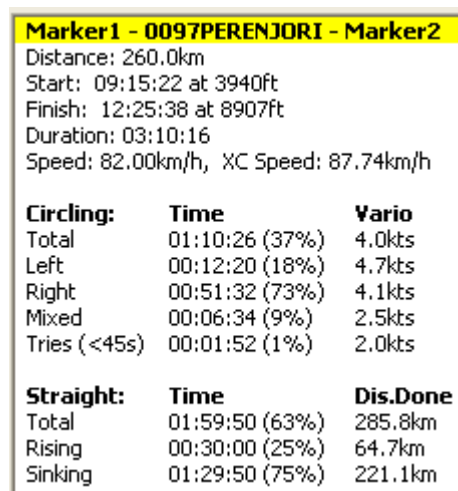 Marker1 - 0097PERENJORI - Marker2
Distance: 260.0km
Start: 09:15:22 at 3940ft
Finish: 12:25:38 at 8907ft
Duration: 03:10:16
Speed: 82.00km/h, XC Speed: 87.74km/h
Circling: Time Vario
Total 01:10:26 (37%) 4.0kts
Left 00:12:20 (18%) 4.7kts
Right 00:51:32 (73%) 4.1kts
Mixed 00:06:34 (9%) 2.5kts
Tries (<45s) 00:01:52 (1%) 2.0kts
Straight: Time Dis.Done
Total 01:59:50 (63%) 285.8km
Rising 00:30:00 (25%) 64.7km
Sinking 01:29:50 (75%) 221.1km